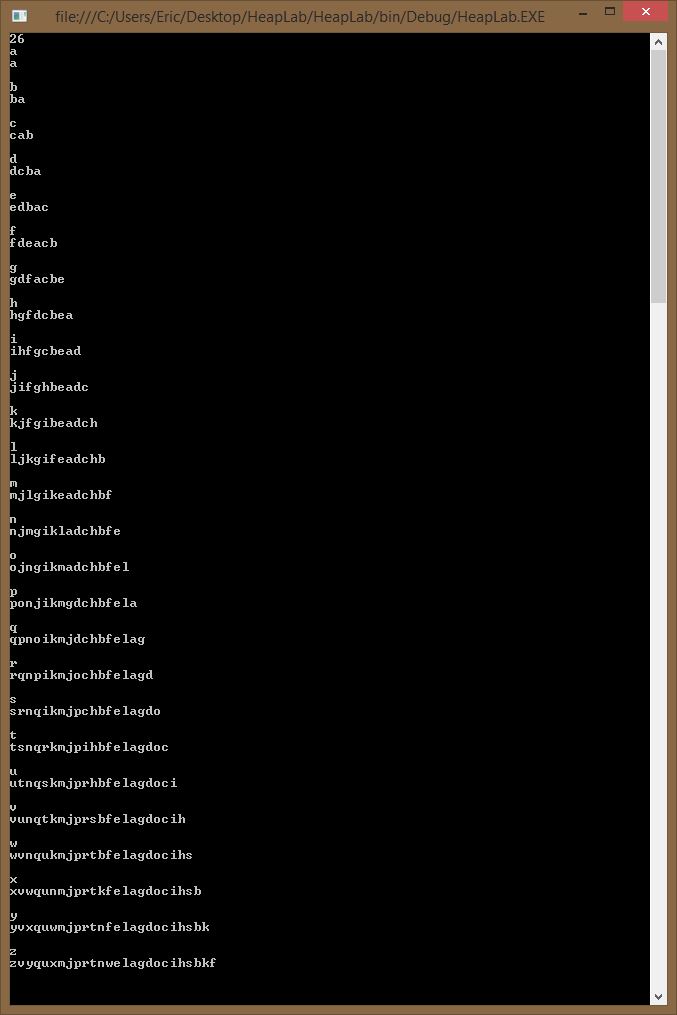 file:///C:/Users/Eric/Desktop/HeapLab/HeapLab/bin/Debug/HeapLab.EXE
26
a
a
b
ba
c
cab
d
dcba
e
edbac
f
fdeacb
g
gdfacbe
h
hgfdcbea
i
ihfgcbead
j
jifghbeadc
k
kjfgibeadch
l
ljkgifeadchb
m
mjlgikeadchbf
n
njmgikladchbfe
o
ojngikmadchbfel
p
ponjikmgdchbfela
q
qpnoikmjdchbfelag
r
rqnpikmjochbfelagd
s
srnqikmjpchbfelagdo
t
tsnqrkmjpihbfelagdoc
u
utnqskmjprhbfelagdoci
v
vunqtkmjprsbfelagdocih
w
wvnqukmjprtbfelagdocihs
x
xvwqunmjprtkfelagdocihsb
y
yvxquwmjprtnfelagdocihsbk
z
zvyquxmjprtnwelagdocihsbkf